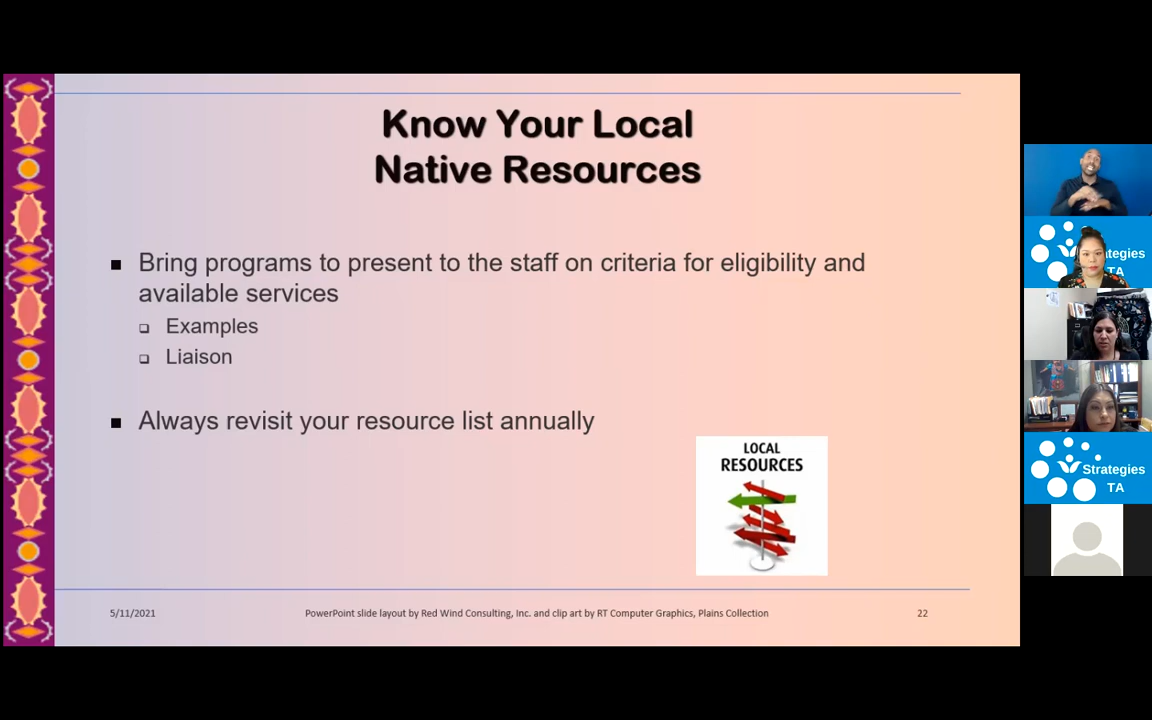 Know Your Local
Native Resources
Bring programs to present to the staff on criteria for eligibility and
available services
Examples
Liaison
Always revisit your resource list annually
LOCAL
RESOURCES
5/11/2021
PowerPoint slide layout by Red Wind Consulting, Inc. and clip art by RT Computer Graphics, Plains Collection
22
ategies
TA
Strategies
TA